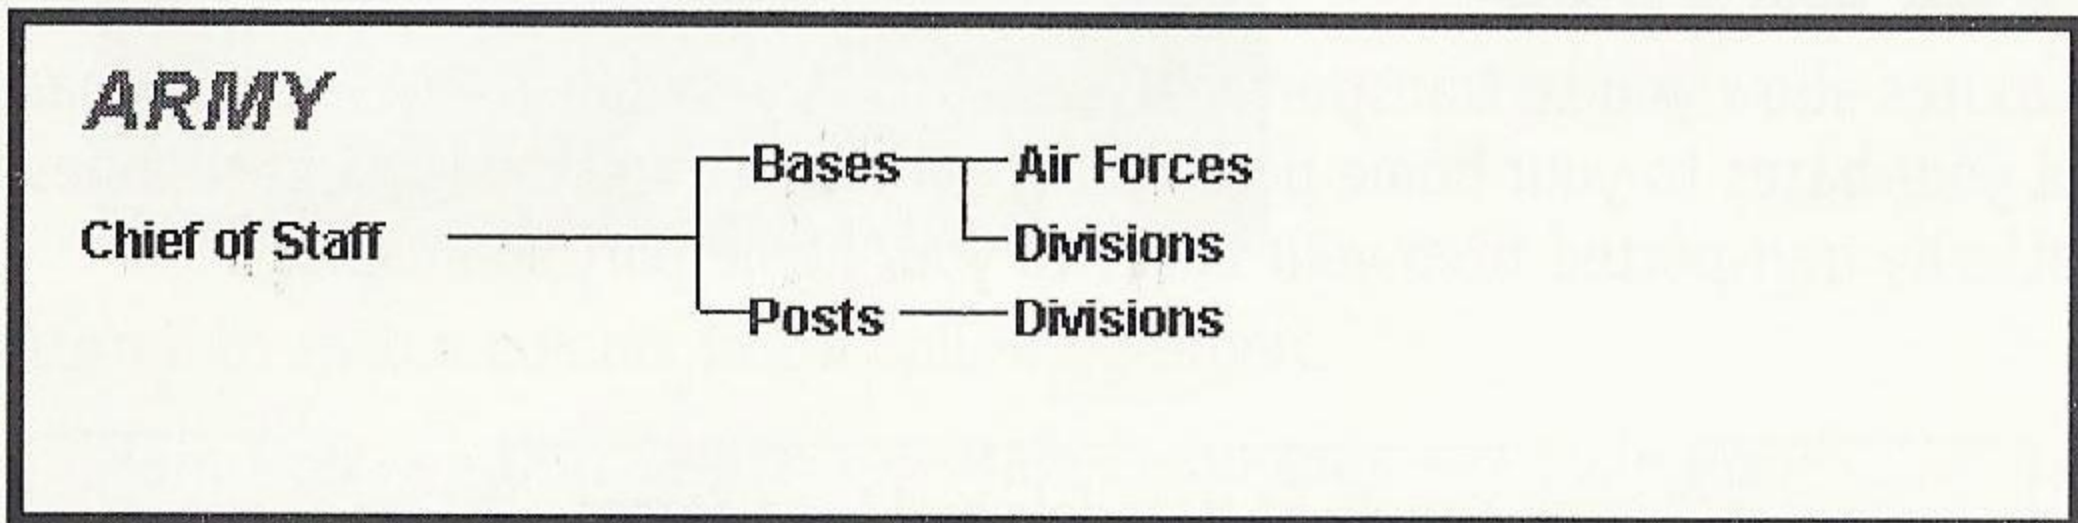 ARMY
Bases Air Forces
Chief of Staff Divisions
Posts Divisions